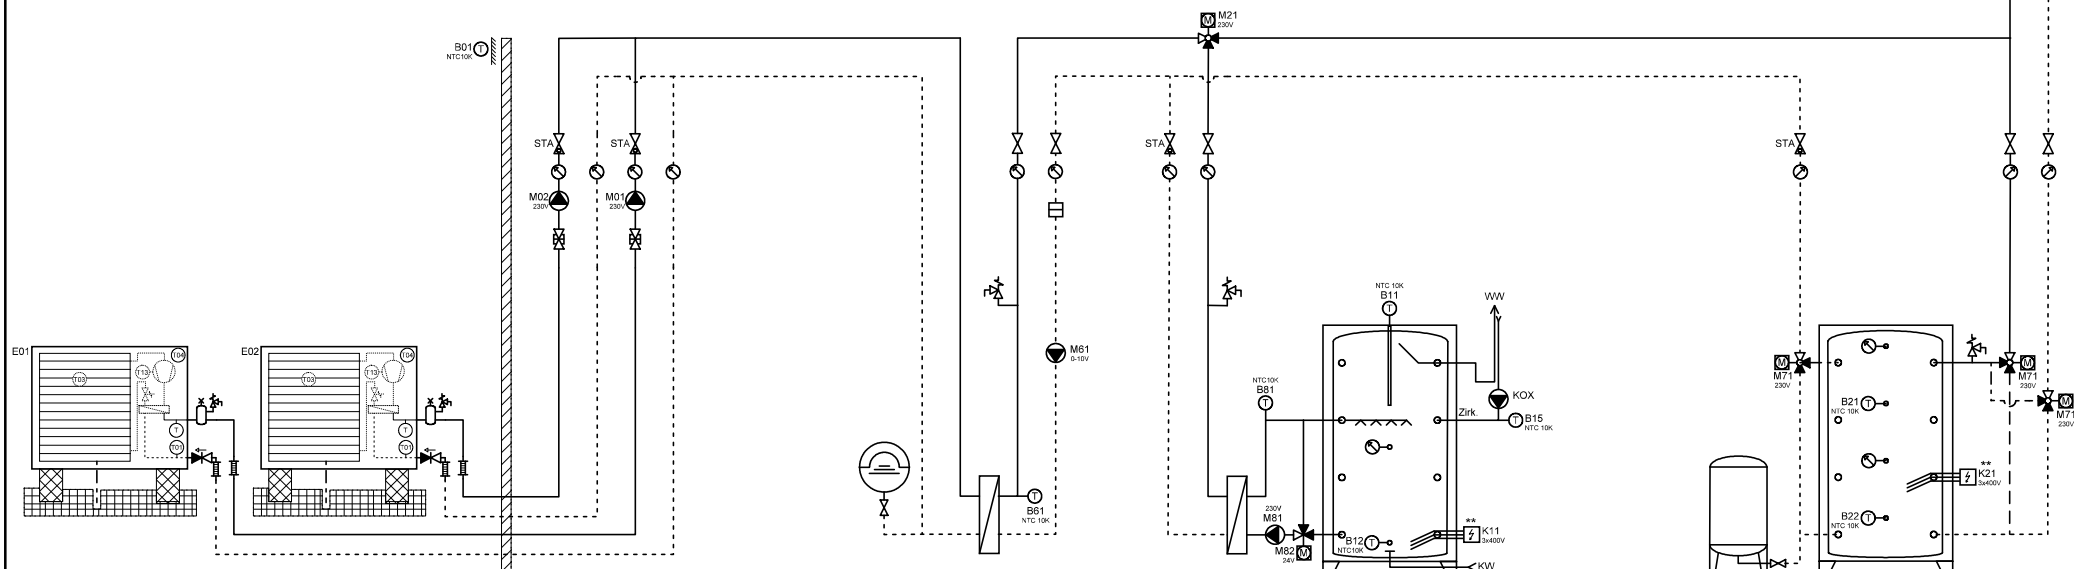 M21
230V
B01
T
NTC10K
M
STA
STA
STA
STA
M02
230V
M01
230V
NTC 10K
B11
T
WW
E01
T04
T03
T13
T
T01
E02
T04
T03
T13
T
T01
M61
0-10V
M
M71
230V
M
M71
230V
NTC10K
B81
T
KOX
Zirk.
T
B15
NTC 10K
B21
NTC 10K
T
M
M71
230V
T
B61
NTC 10K
230V
M81
M82
24V
M
B12
NTC10K
T
**
K11
3x400V
KW
**
K21
3x400V
B22
NTC 10K
T